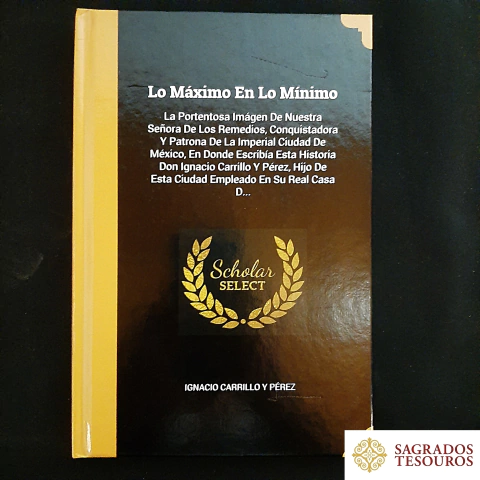 Lo Máximo En Lo Mínimo
La Portentosa Imágen De Nuestra
Señora De Los Remedios, Conquistadora
Y Patrona De La Imperial Ciudad De
México, En Donde Escribía Esta Historia
Don Ignacio Carrillo Y Pérez, Hijo De
Esta Ciudad Empleado En Su Real Casa
D...
Scholar
SELECT
IGNACIO CARRILLO Y PÉREZ
SAGRADOS
TESOUROS